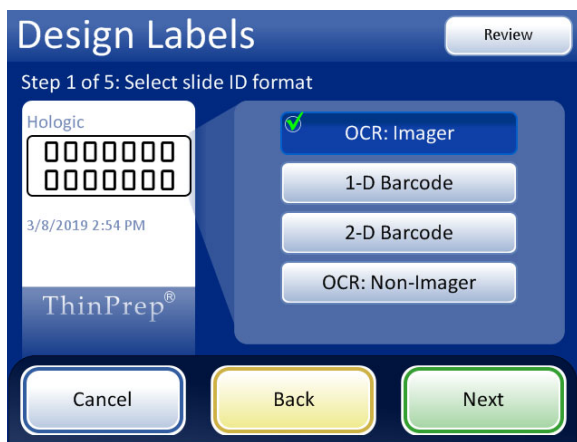 Design Labels
Review
Step 1 of 5: Select slide ID format
Hologic
0000000
0000000
3/8/2019 2:54 PM
ThinPrep®
OCR: Imager
1-D Barcode
2-D Barcode
OCR: Non-Imager
Cancel
Back
Next